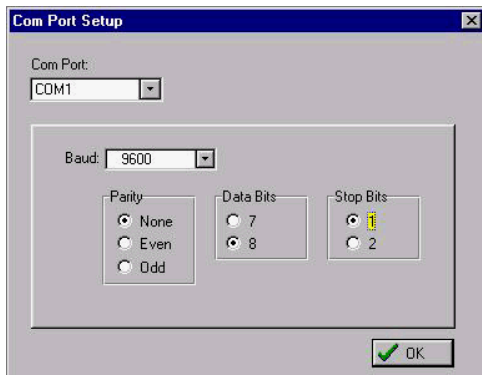 Com Port Setup
Com Port:
COM1
Baud: 9600
Parity
None
Even
Odd
Data Bits
7
8
Stop Bits
1
2
OK